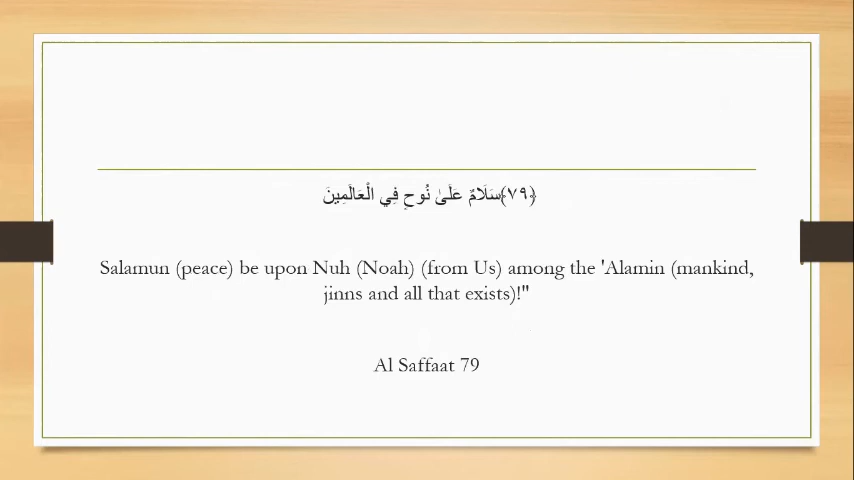 ﴿٧٩﴾سَلَامٌ عَلَىٰ نُوحٍ فِي الْعَالَمِينَ
Salamun (peace) be upon Nuh (Noah) (from Us) among the 'Alamin (mankind,
jinns and all that exists)!"
Al Saffaat 79